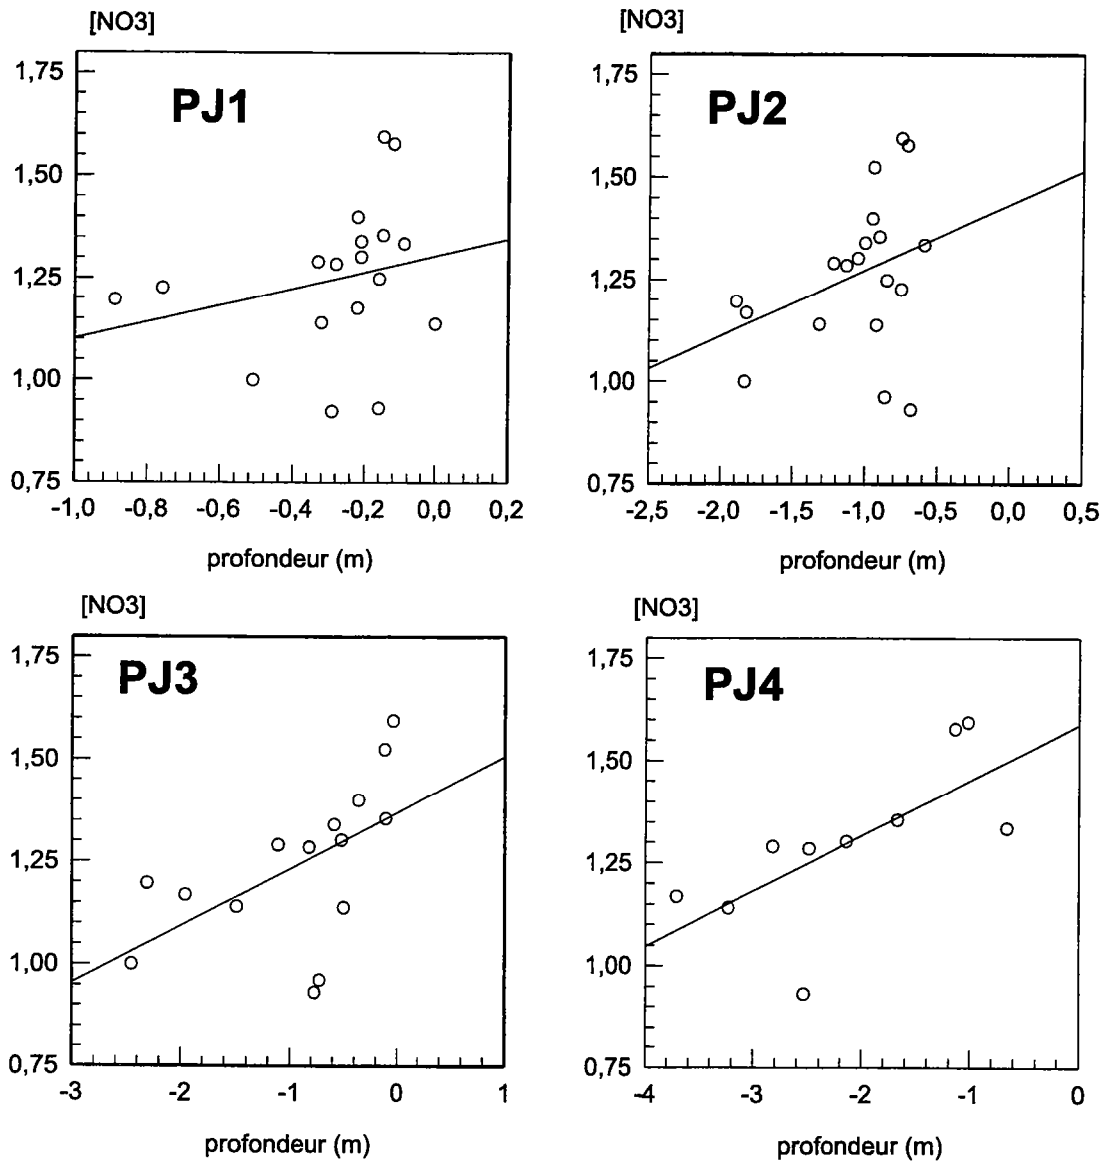 [NO3]
1,75
1,50
1,25
1,00
0,75
PJ1
-1,0 -0,8 -0,6 -0,4 -0,2 0,0 0,2
profondeur (m)
[NO3]
1,75
1,50
1,25
1,00
0,75
PJ2
-2,5 -2,0 -1,5 -1,0 -0,5 0,0 0,5
profondeur (m)
[NO3]
1,75
1,50
1,25
1,00
0,75
PJ3
-3 -2 -1 0 1
profondeur (m)
[NO3]
1,75
1,50
1,25
1,00
0,75
PJ4
-4 -3 -2 -1 0
profondeur (m)